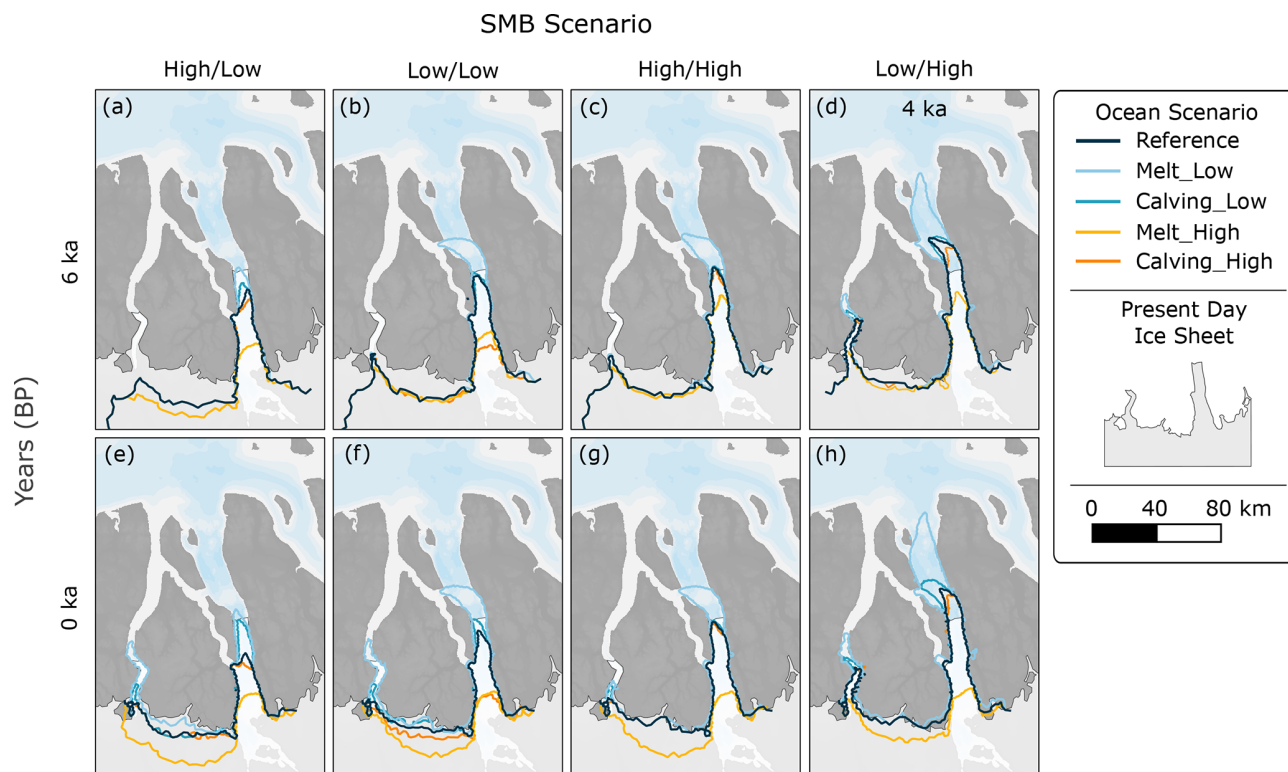 SMB Scenario
High/Low
Low/Low
High/High
Low/High
Years (BP)
6 ka
0 ka
(a)
(b)
(c)
(d)
4 ka
(e)
(f)
(g)
(h)
Ocean Scenario
Reference
Melt_Low
Calving_Low
Melt_High
Calving_High
Present Day
Ice Sheet
0 40 80 km